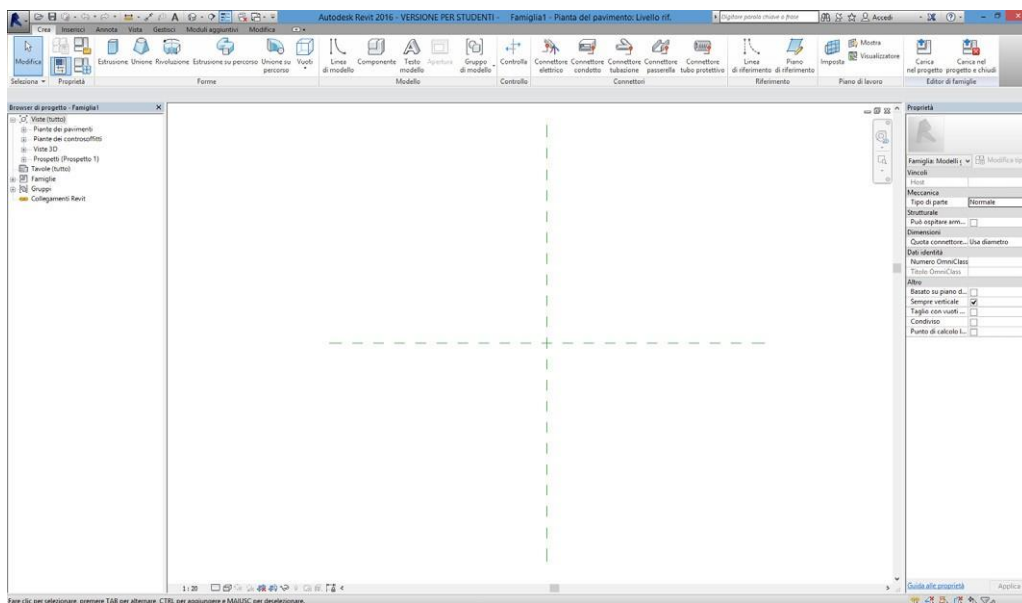 Autodesk Revit 2016 - VERSIONE PER STUDENTI - Famiglia1 - Pianta del pavimento: Livello rif.
Digitare parola chiave o frase
Accedi
Crea Inserisci Annota Vista Gestisci Moduli aggiuntivi Modifica
Modifica
Estrusione Unione Rivoluzione Estrusione su percorso Unione su percorso Vuoti
Linea di modello Componente Testo modello Apertura Gruppo di modello
Controlla
Connettore elettrico Connettore condotto Connettore tubazione Connettore passerella Connettore tubo protettivo
Linea di riferimento Piano di riferimento
Imposta Mostra Visualizzatore
Carica nel progetto Carica nel progetto e chiudi
Seleziona Proprietà Forme Modello Controlla Connettori Riferimento Piano di lavoro Editor di famiglie
Browser di progetto - Famiglia1
Viste (tutto)
Piante dei pavimenti
Piante dei controsoffitti
Viste 3D
Prospetti (Prospetto 1)
Tavole (tutto)
Famiglie
Gruppi
Collegamenti Revit
Proprietà
Famiglia: Modelli Modifica tip
Vincoli
Host
Meccanica
Tipo di parte Normale
Strutturale
Può ospitare arm...
Dimensioni
Quota connettore... Usa diametro
Dati identità
Numero OmniClass
Titolo OmniClass
Altro
Basato su piano d...
Sempre verticale
Taglio con vuoti ...
Condiviso
Punto di calcolo l...
Guida alle proprietà Applica
1 : 20
Fare clic per selezionare, premere TAB per alternare, CTRL per aggiungere e MAIUSC per deselezionare.